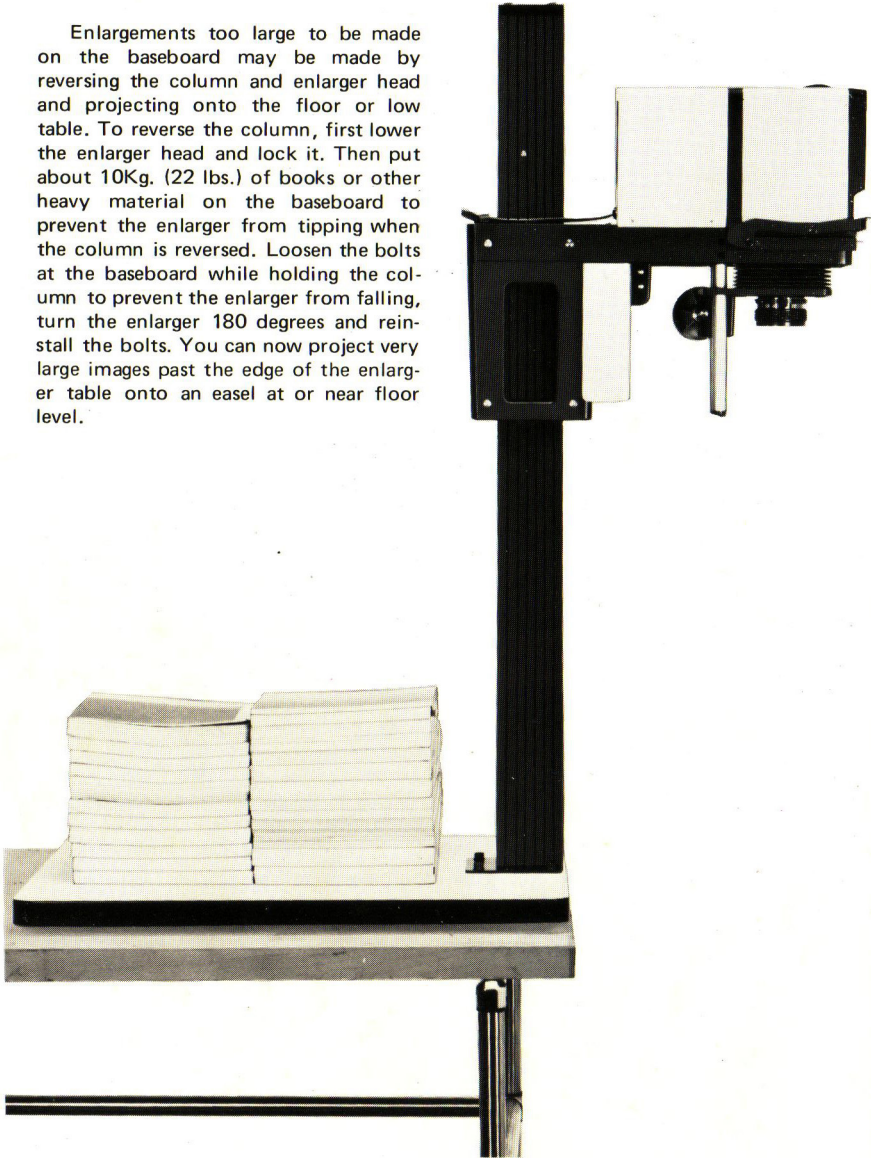 Enlargements too large to be made
on the baseboard may be made by
reversing the column and enlarger head
and projecting onto the floor or low
table. To reverse the column, first lower
the enlarger head and lock it. Then put
about 10Kg. (22 lbs.) of books or other
heavy material on the baseboard to
prevent the enlarger from tipping when
the column is reversed. Loosen the bolts
at the baseboard while holding the col-
umn to prevent the enlarger from falling,
turn the enlarger 180 degrees and rein-
stall the bolts. You can now project very
large images past the edge of the enlarg-
er table onto an easel at or near floor
level.